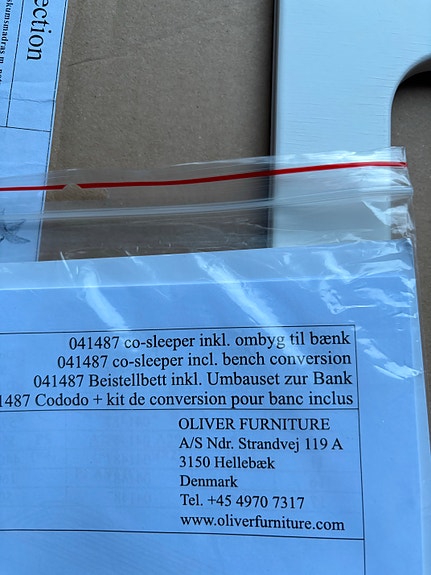 ection
041487 co-sleeper inkl. ombyg til bænk
041487 co-sleeper incl. bench conversion
041487 Beistellbett inkl. Umbauset zur Bank
1487 Cododo + kit de conversion pour banc inclus
OLIVER FURNITURE
A/S Ndr. Strandvej 119 A
3150 Hellebæk
Denmark
Tel. +45 4970 7317
www.oliverfurniture.com